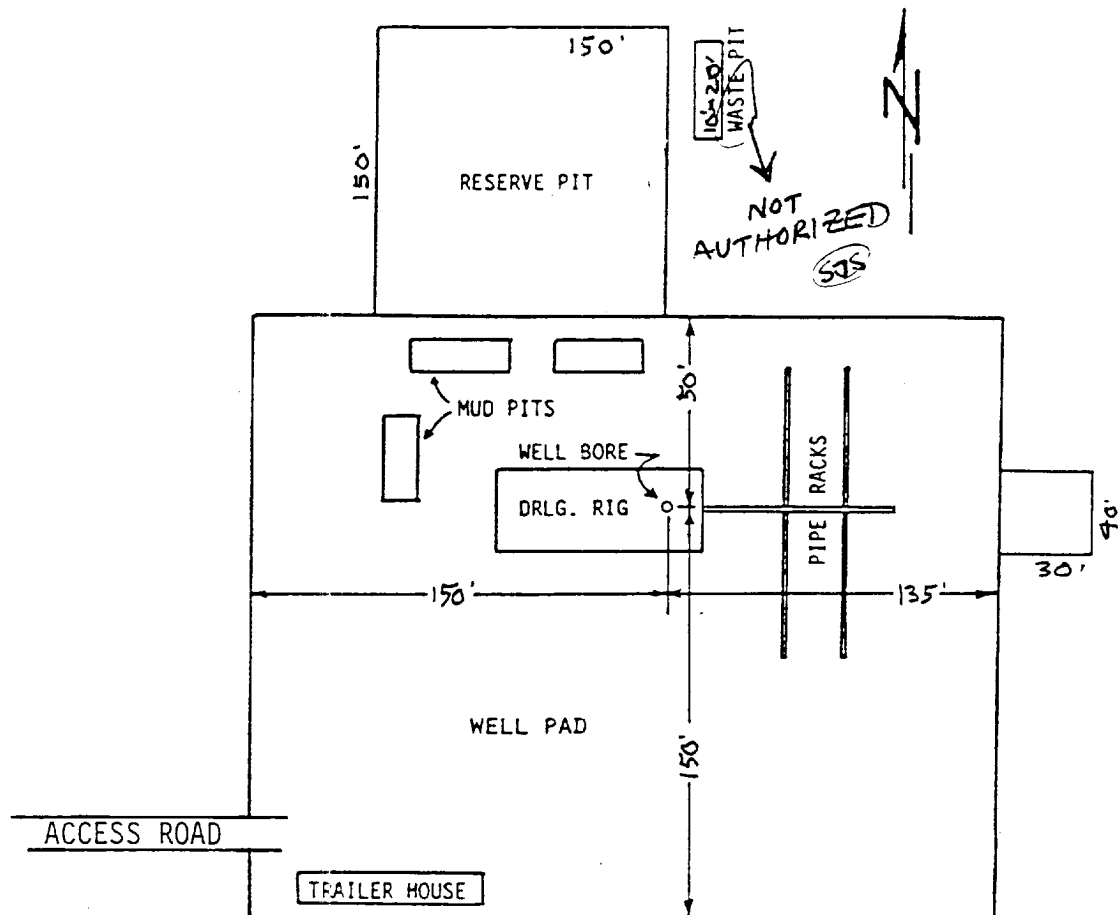 150'
10'x20'
WASTE PIT
N
150'
RESERVE PIT
NOT
AUTHORIZED
SJS
50'
MUD PITS
WELL BORE
PIPE RACKS
DRLG. RIG
40'
30'
150'
135'
WELL PAD
150'
ACCESS ROAD
TRAILER HOUSE